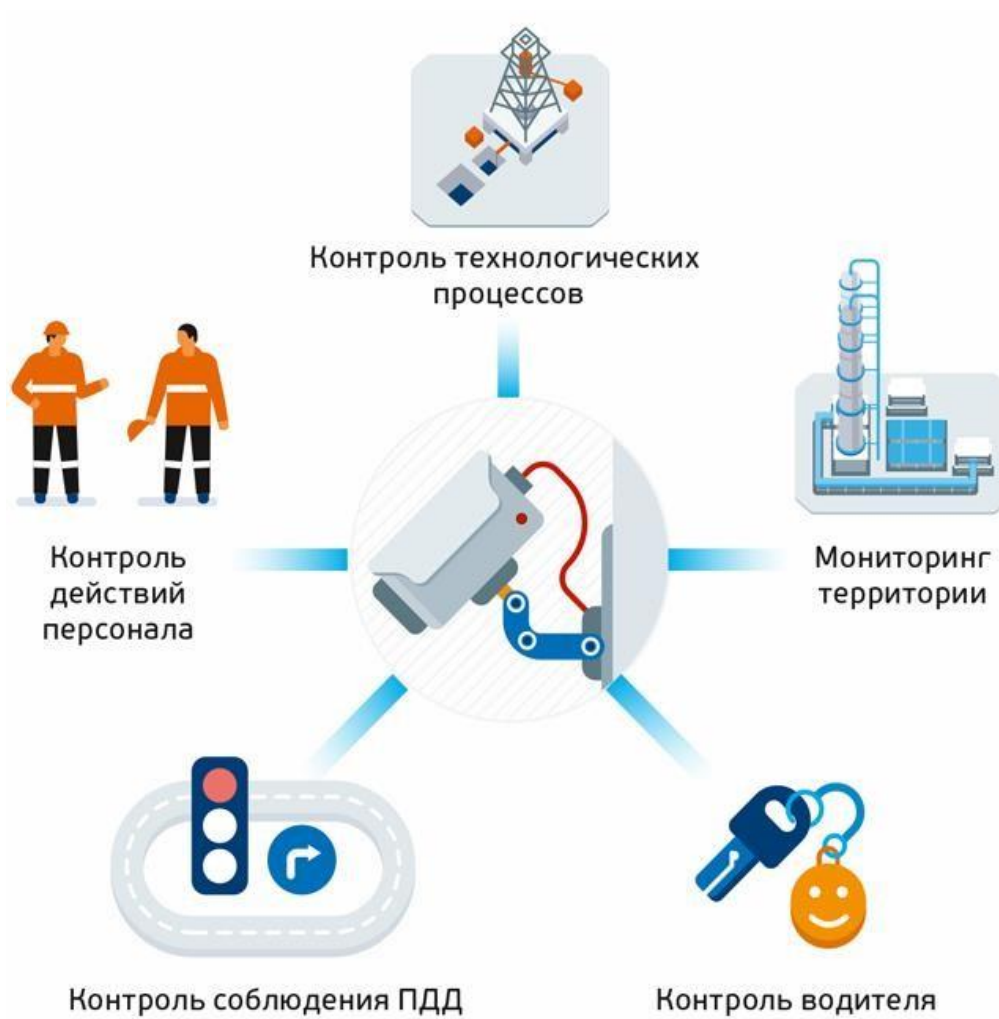 Контроль технологических
процессов
Контроль
действий
персонала
Мониторинг
территории
Контроль соблюдения ПДД
Контроль водителя